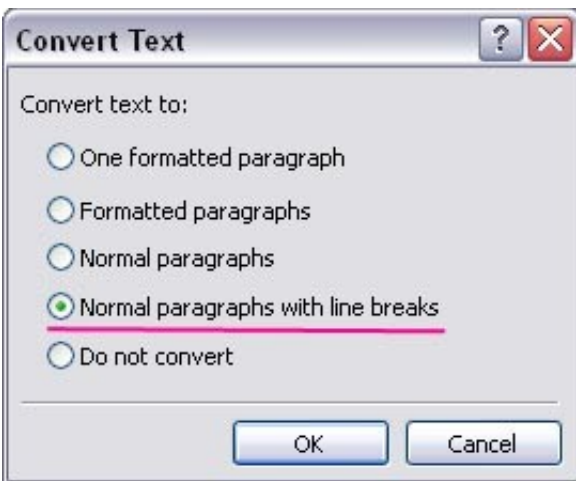 Convert Text
?
Convert text to:
One formatted paragraph
Formatted paragraphs
Normal paragraphs
Normal paragraphs with line breaks
Do not convert
OK Cancel